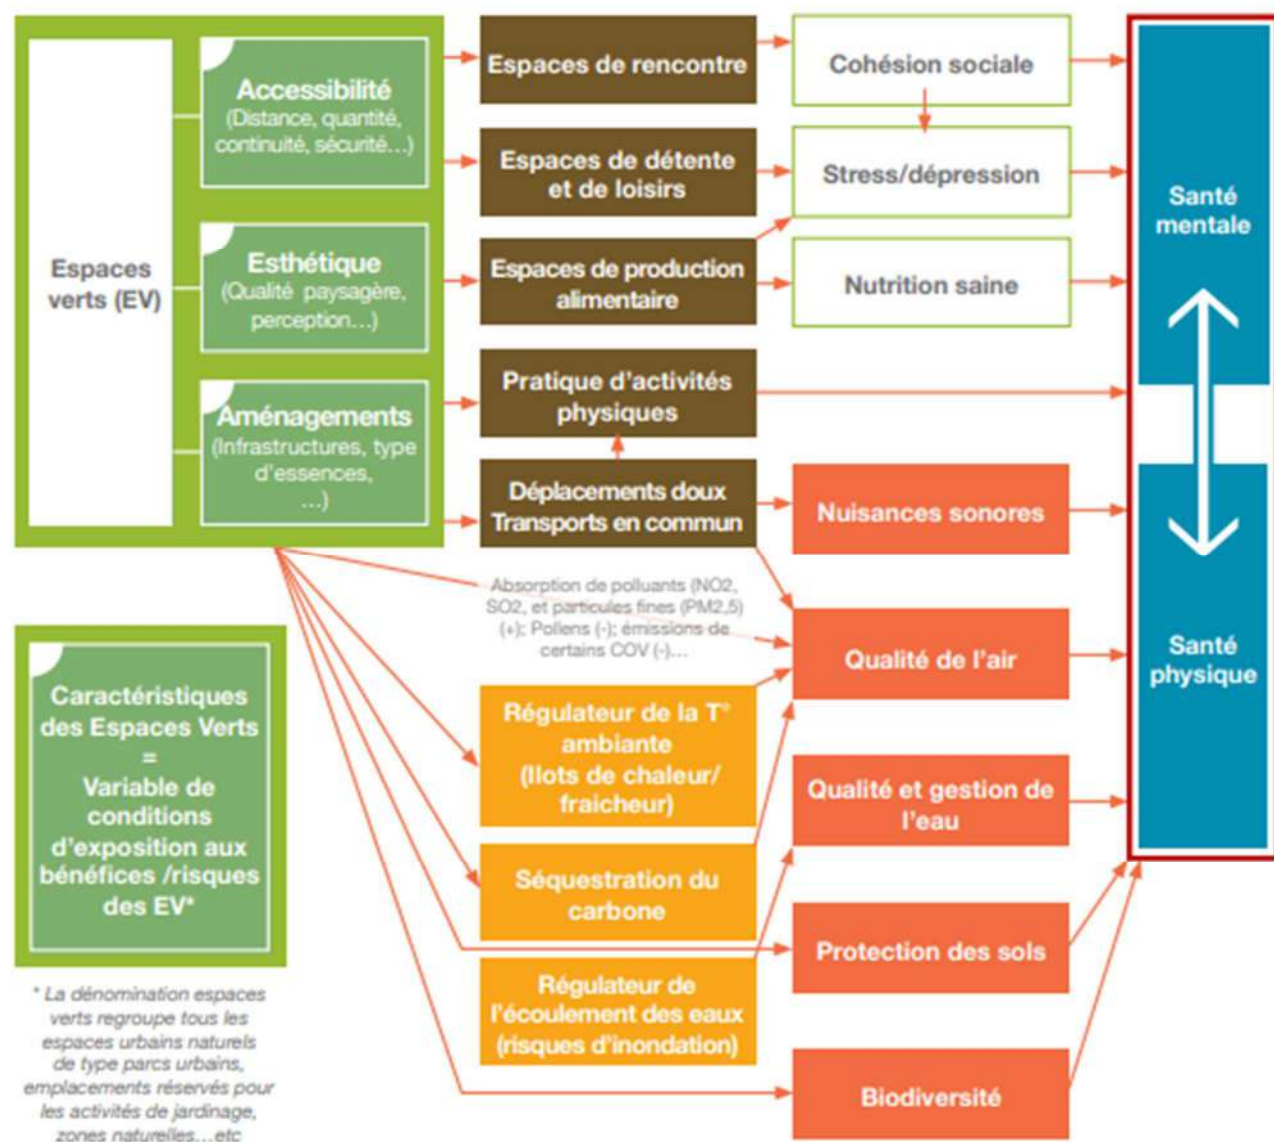 Espaces
verts (EV)
Accessibilité
(Distance, quantité,
continuité, sécurité...)
Esthétique
(Qualité paysagère,
perception...)
Aménagements
(Infrastructures, type
d'essences,
...)
Espaces de rencontre
Espaces de détente
et de loisirs
Espaces de production
alimentaire
Pratique d'activités
physiques
Déplacements doux
Transports en commun
Cohésion sociale
Stress/dépression
Nutrition saine
Nuisances sonores
Absorption de polluants (NO2,
SO2, et particules fines (PM2,5)
(+); Pollens (-); émissions de
certains COV (-)...
Qualité de l'air
Régulateur de la T°
ambiante
(Ilots de chaleur/
fraicheur)
Qualité et gestion de
l'eau
Séquestration du
carbone
Protection des sols
Régulateur de
l'écoulement des eaux
(risques d'inondation)
Biodiversité
Santé
mentale
Santé
physique
Caractéristiques
des Espaces Verts
=
Variable de
conditions
d'exposition aux
bénéfices /risques
des EV*
* La dénomination espaces
verts regroupe tous les
espaces urbains naturels
de type parcs urbains,
emplacements réservés pour
les activités de jardinage,
zones naturelles...etc